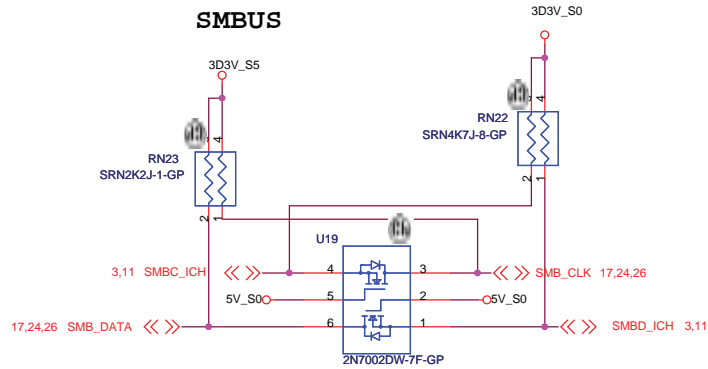 SMBUS
3D3V_S0
3D3V_S5
4
RN22
SRN4K7J-8-GP
4
RN23
SRN2K2J-1-GP
2
1
2
1
U19
3,11 SMBC_ICH
4
3
SMB_CLK 17,24,26
5V_S0
5
2
5V_S0
17,24,26 SMB_DATA
6
1
SMBD_ICH 3,11
2N7002DW-7F-GP